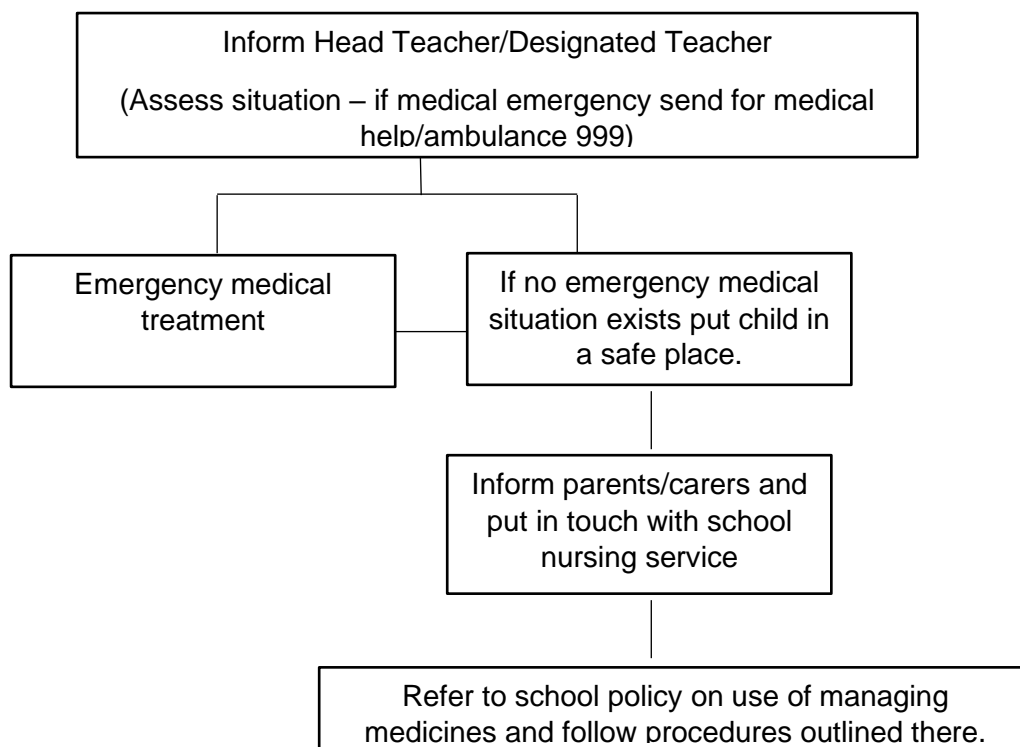 Inform Head Teacher/Designated Teacher
(Assess situation – if medical emergency send for medical
help/ambulance 999)
Emergency medical
treatment
If no emergency medical
situation exists put child in
a safe place.
Inform parents/carers and
put in touch with school
nursing service
Refer to school policy on use of managing
medicines and follow procedures outlined there.